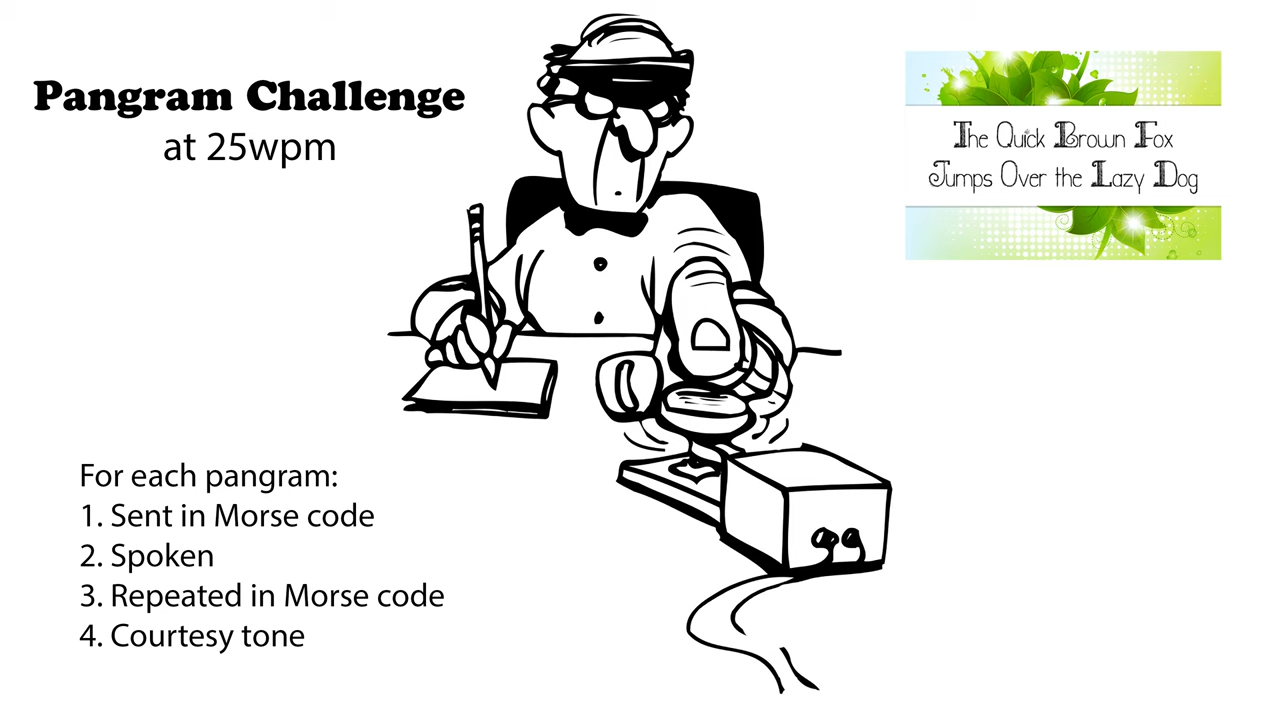 Pangram Challenge
at 25wpm
The Quick Brown Fox
Jumps Over the Lazy Dog
For each pangram:
1. Sent in Morse code
2. Spoken
3. Repeated in Morse code
4. Courtesy tone